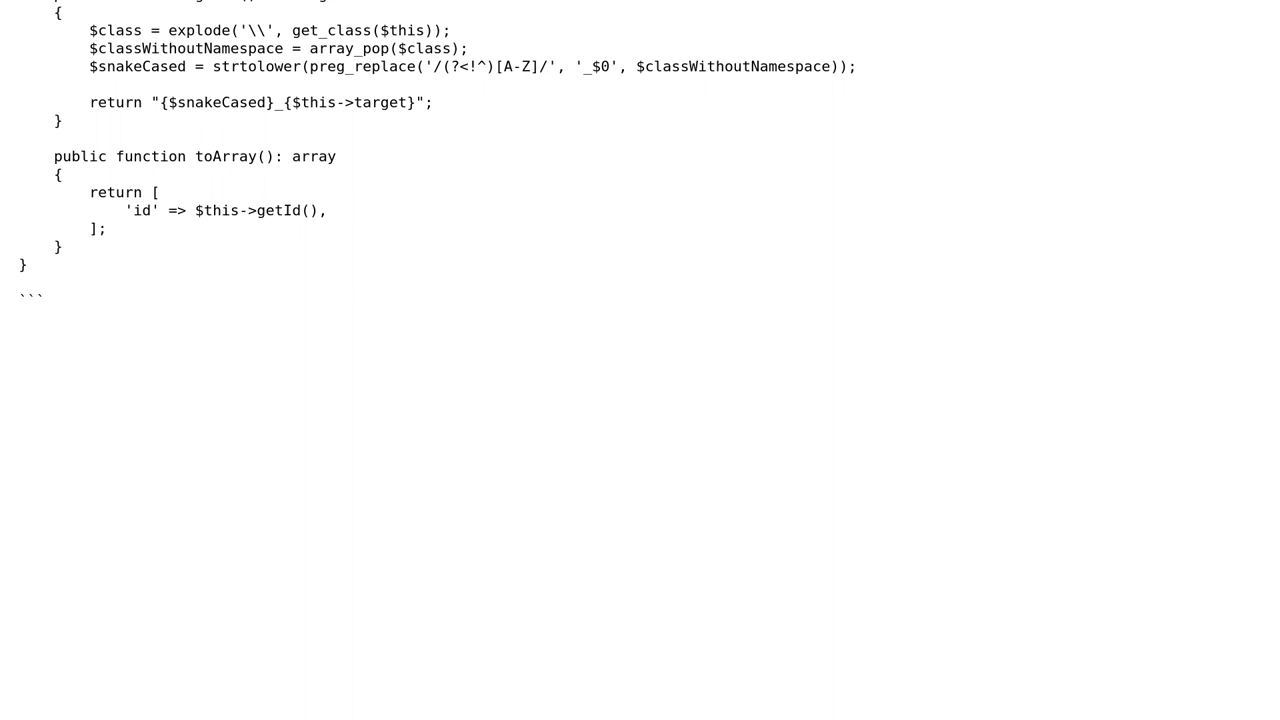 {
$class = explode('\\', get_class($this));
$classWithoutNamespace = array_pop($class);
$snakeCased = strtolower(preg_replace('/(?<!^)[A-Z]/', '_$0', $classWithoutNamespace));
return "{$snakeCased}_{$this->target}";
}
public function toArray(): array
{
return [
'id' => $this->getId(),
];
}
}
```